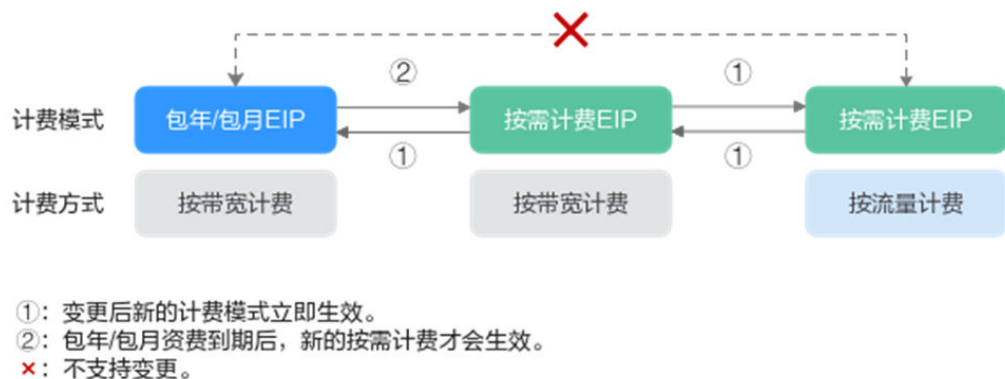 ② ①
计费模式 包年/包月EIP 按需计费EIP 按需计费EIP
① ①
计费方式 按带宽计费 按带宽计费 按流量计费
①：变更后新的计费模式立即生效。
②：包年/包月资费到期后，新的按需计费才会生效。
×：不支持变更。